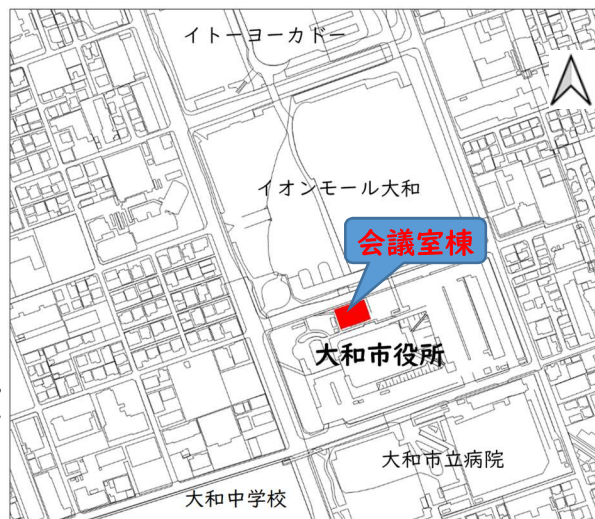 イトーヨーカドー
イオンモール大和
会議室棟
大和市役所
大和市立病院
大和中学校